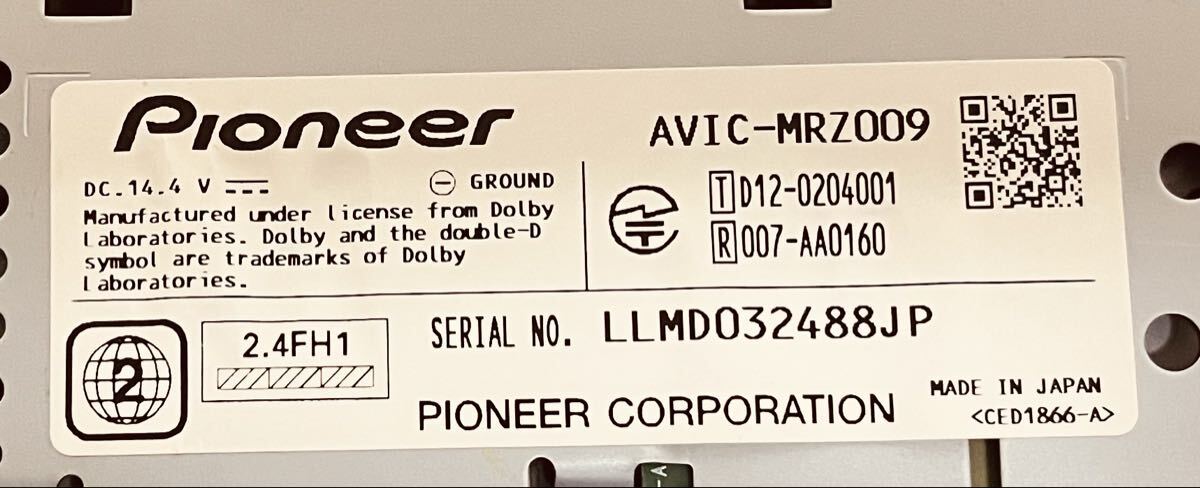 Pioneer
AVIC-MRZ009
DC.14.4 V
GROUND
Manufactured under license from Dolby
Laboratories. Dolby and the double-D
symbol are trademarks of Dolby
Laboratories.
T D12-0204001
R 007-AA0160
2
2.4FH1
SERIAL NO. LLMD032488JP
PIONEER CORPORATION
MADE IN JAPAN
<CED1866-A>
-A